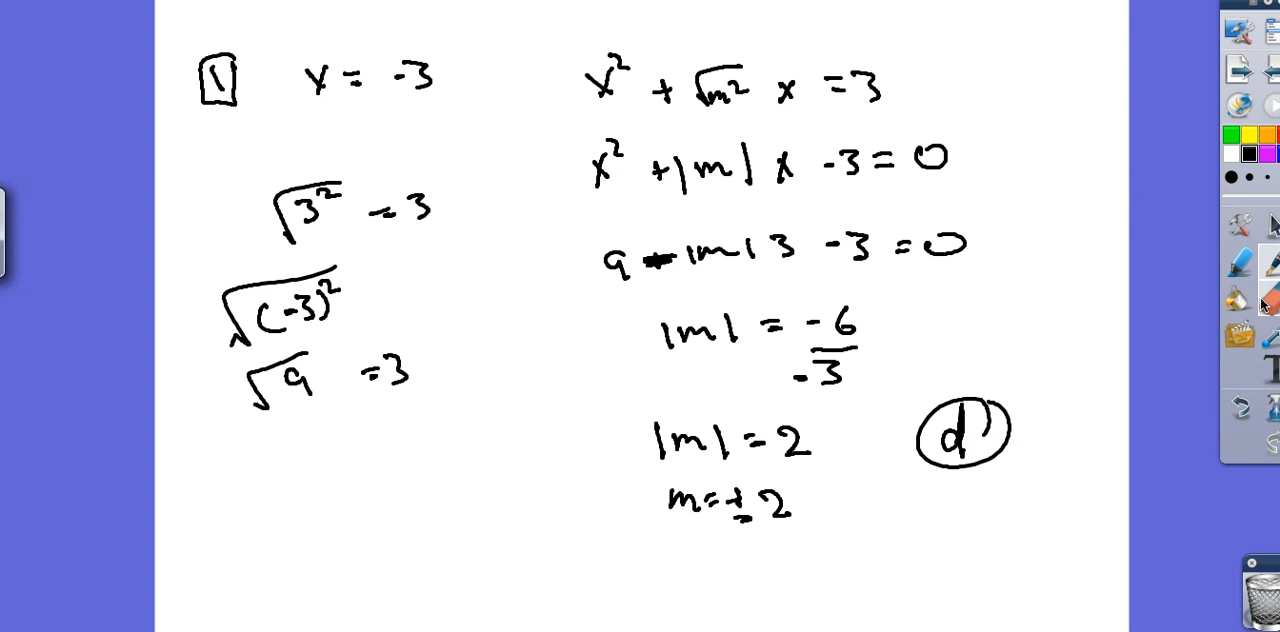 1 x = -3
√3² = 3
√(-3)²
√9 = 3
x² + √m² x = 3
x² + |m| x - 3 = 0
9 - |m| 3 - 3 = 0
|m| = -6/-3
|m| = 2
m = ± 2
d
T